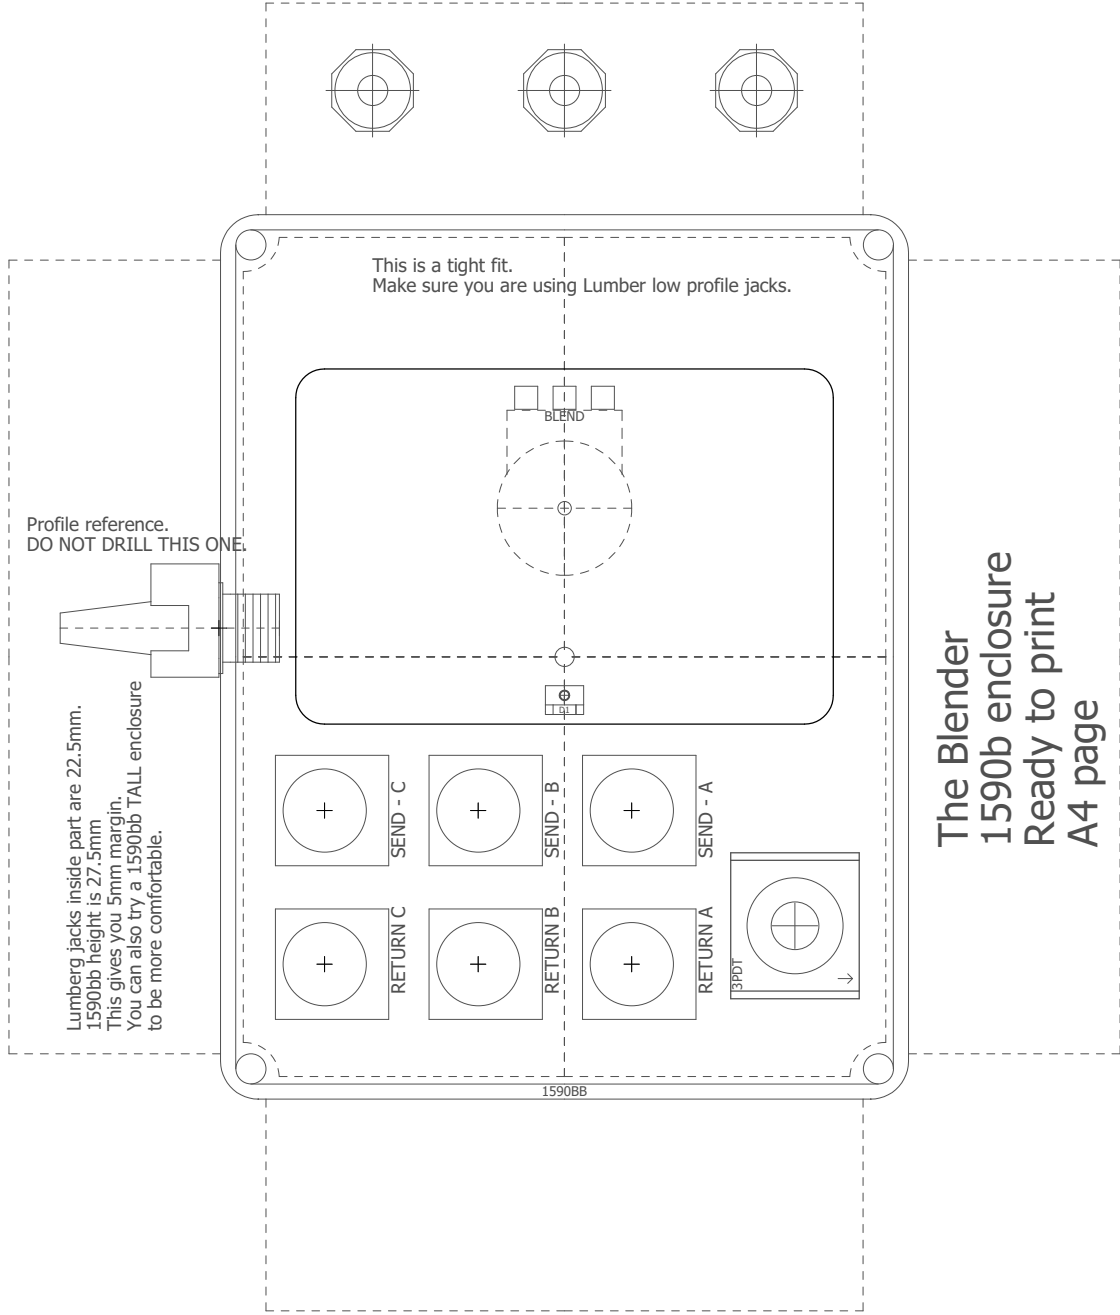 This is a tight fit.
Make sure you are using Lumber low profile jacks.
BLEND
Profile reference.
DO NOT DRILL THIS ONE.
D1
Lumberg jacks inside part are 22.5mm.
1590bb height is 27.5mm
This gives you 5mm margin.
You can also try a 1590bb TALL enclosure
to be more comfortable.
SEND - C
SEND - B
SEND - A
RETURN C
RETURN B
RETURN A
3PDT
The Blender
1590b enclosure
Ready to print
A4 page
1590BB